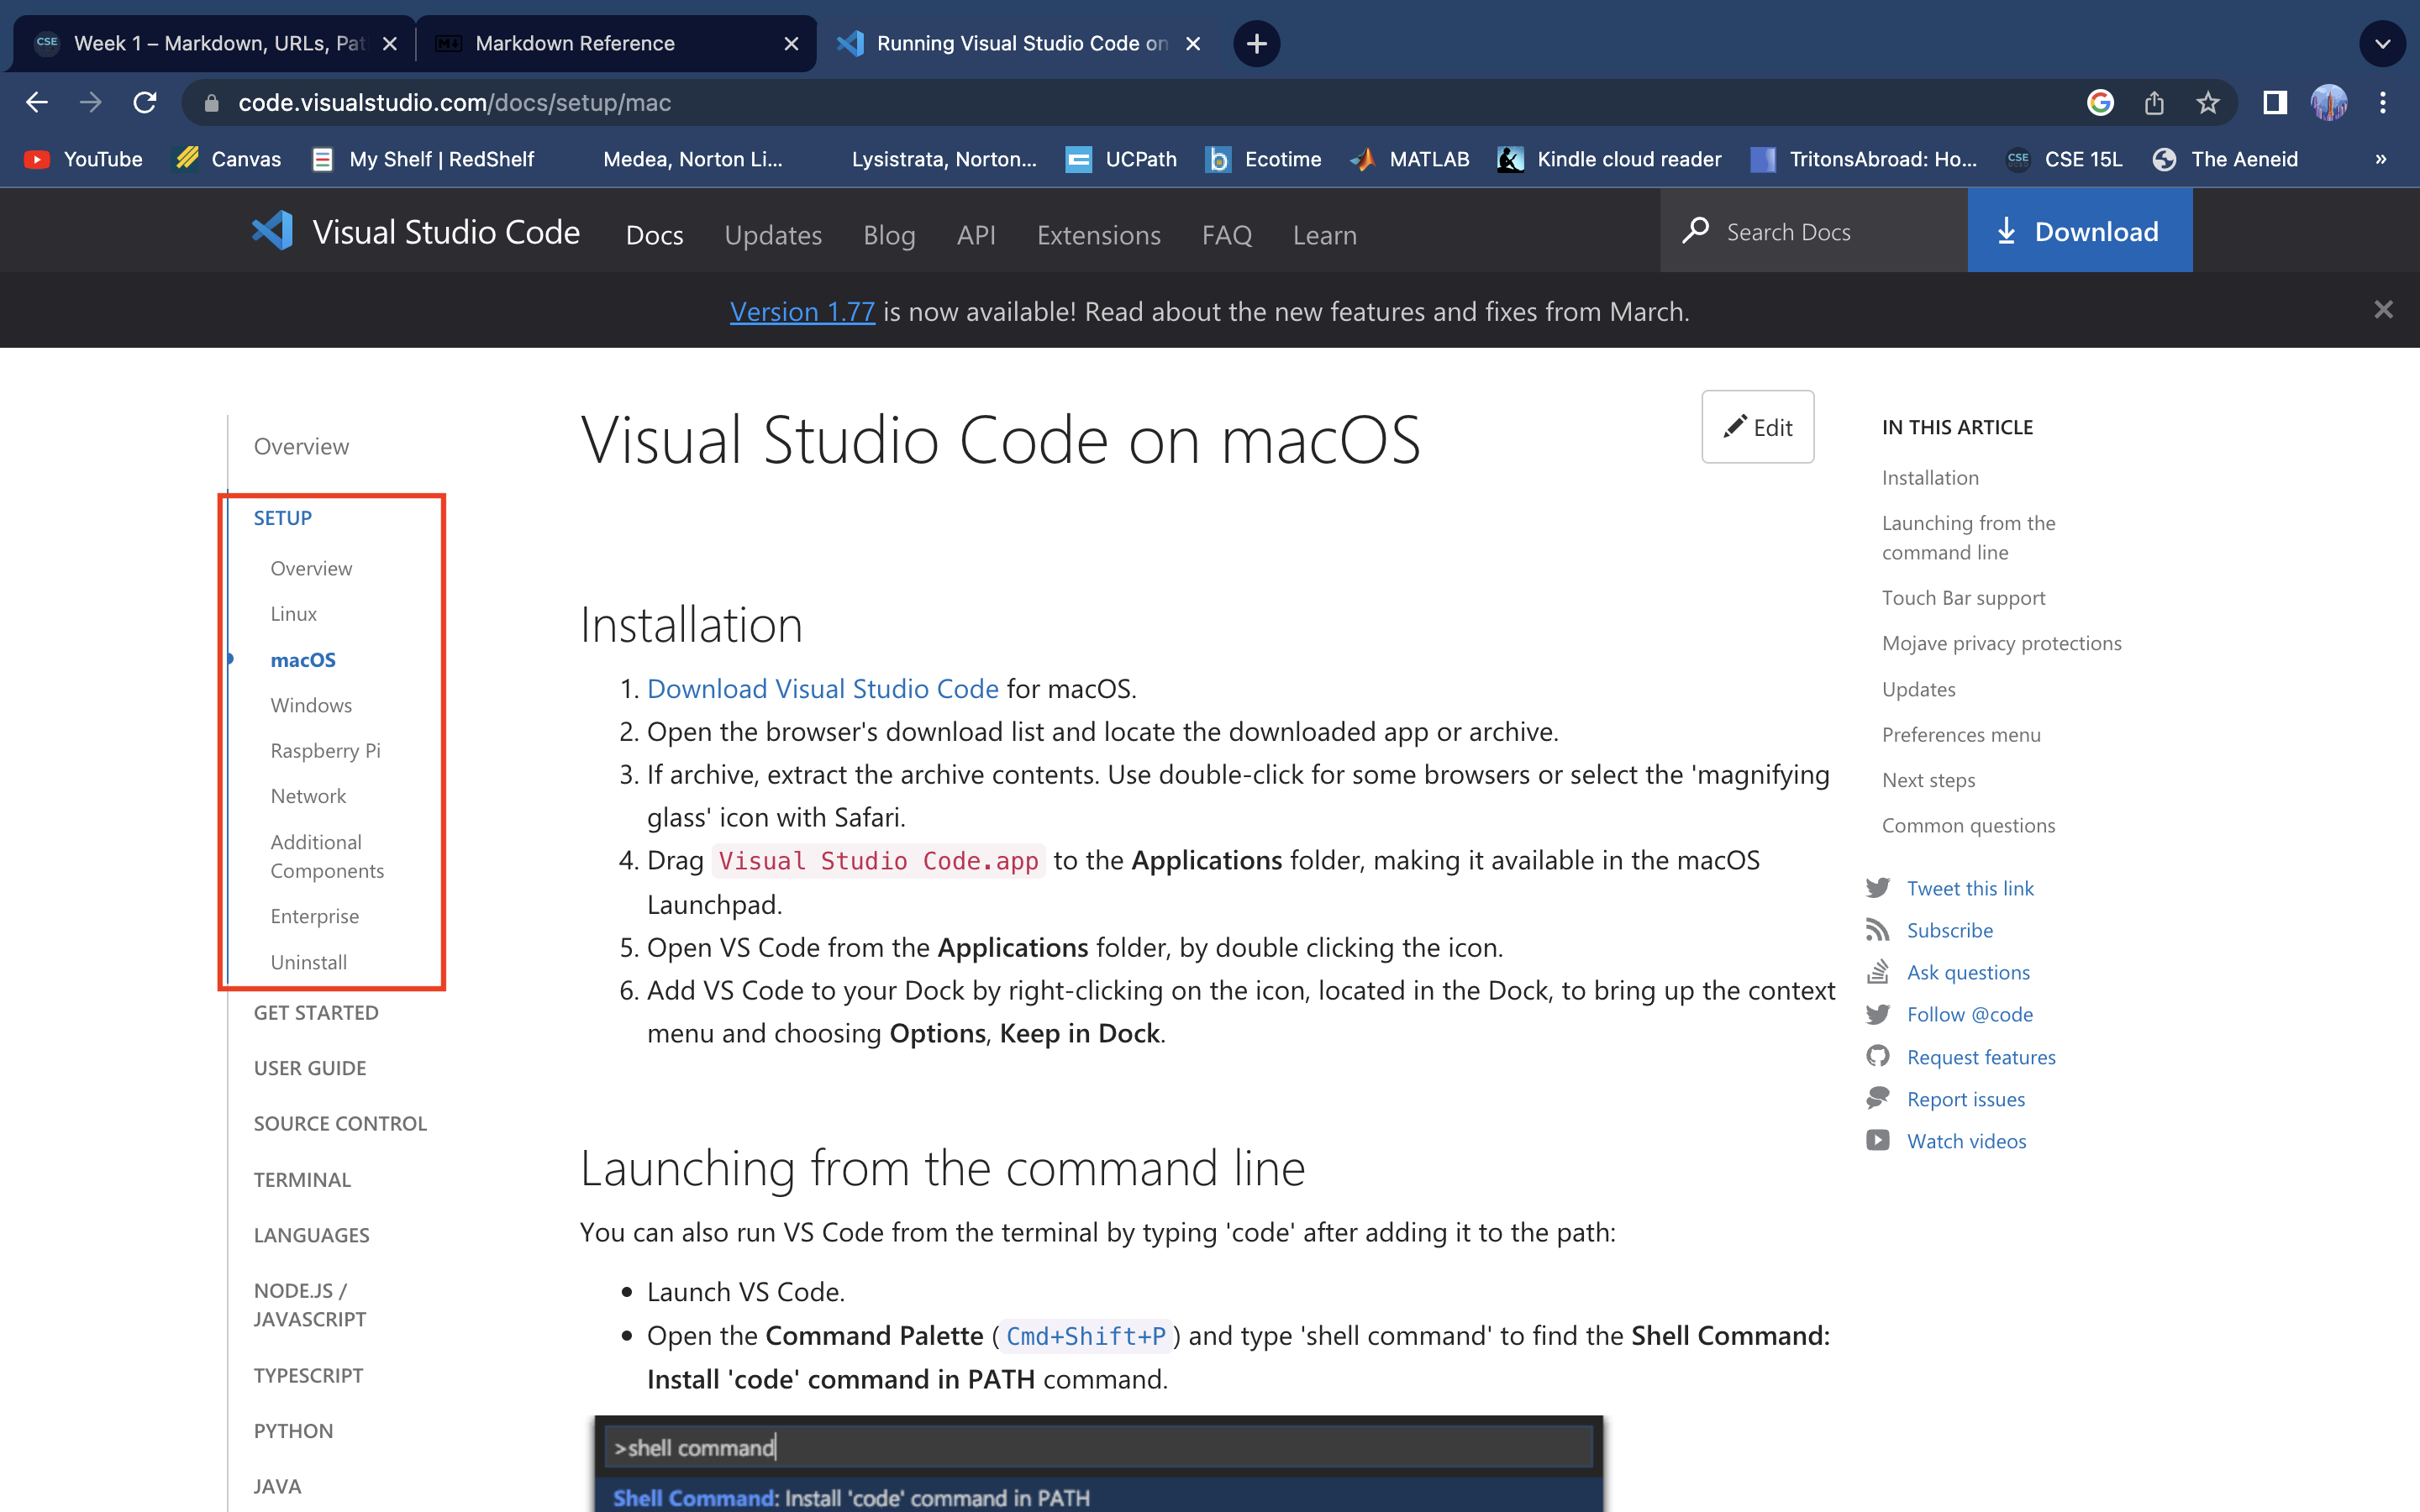 CSE Week 1 – Markdown, URLs, Pat
Markdown Reference
Running Visual Studio Code on
code.visualstudio.com/docs/setup/mac
YouTube
Canvas
My Shelf | RedShelf
Medea, Norton Li...
Lysistrata, Norton...
UCPath
Ecotime
MATLAB
Kindle cloud reader
TritonsAbroad: Ho...
CSE CSE 15L
The Aeneid
»
Visual Studio Code
Docs
Updates
Blog
API
Extensions
FAQ
Learn
Search Docs
Download
Version 1.77 is now available! Read about the new features and fixes from March.
Overview
SETUP
Overview
Linux
macOS
Windows
Raspberry Pi
Network
Additional
Components
Enterprise
Uninstall
GET STARTED
USER GUIDE
SOURCE CONTROL
TERMINAL
LANGUAGES
NODE.JS /
JAVASCRIPT
TYPESCRIPT
PYTHON
JAVA
Visual Studio Code on macOS
Edit
Installation
1. Download Visual Studio Code for macOS.
2. Open the browser's download list and locate the downloaded app or archive.
3. If archive, extract the archive contents. Use double-click for some browsers or select the 'magnifying
glass' icon with Safari.
4. Drag Visual Studio Code.app to the Applications folder, making it available in the macOS
Launchpad.
5. Open VS Code from the Applications folder, by double clicking the icon.
6. Add VS Code to your Dock by right-clicking on the icon, located in the Dock, to bring up the context
menu and choosing Options, Keep in Dock.
Launching from the command line
You can also run VS Code from the terminal by typing 'code' after adding it to the path:
• Launch VS Code.
• Open the Command Palette (Cmd+Shift+P) and type 'shell command' to find the Shell Command:
Install 'code' command in PATH command.
>shell command
Shell Command: Install 'code' command in PATH
IN THIS ARTICLE
Installation
Launching from the
command line
Touch Bar support
Mojave privacy protections
Updates
Preferences menu
Next steps
Common questions
Tweet this link
Subscribe
Ask questions
Follow @code
Request features
Report issues
Watch videos